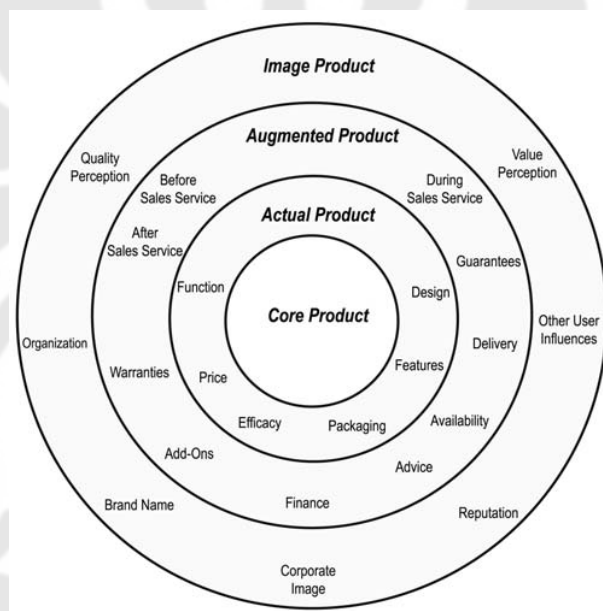 Image Product
Augmented Product
Quality
Perception
Value
Perception
Before
Sales Service
During
Sales Service
Actual Product
After
Sales Service
Guarantees
Function
Design
Core Product
Organization
Delivery
Other User
Influences
Warranties
Price
Features
Efficacy
Packaging
Availability
Add-Ons
Advice
Brand Name
Finance
Reputation
Corporate
Image